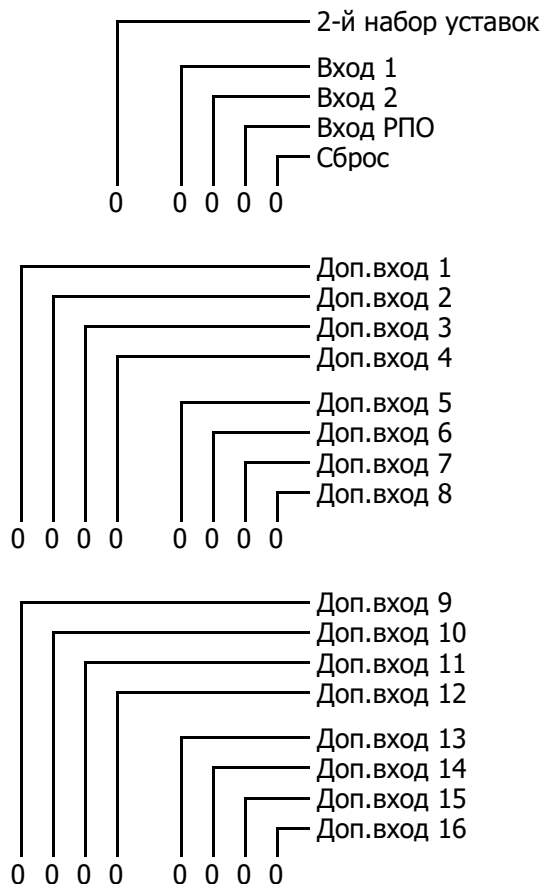 2-й набор уставок
Вход 1
Вход 2
Вход РПО
Сброс
0 0 0 0 0
Доп.вход 1
Доп.вход 2
Доп.вход 3
Доп.вход 4
Доп.вход 5
Доп.вход 6
Доп.вход 7
Доп.вход 8
0 0 0 0 0 0 0 0
Доп.вход 9
Доп.вход 10
Доп.вход 11
Доп.вход 12
Доп.вход 13
Доп.вход 14
Доп.вход 15
Доп.вход 16
0 0 0 0 0 0 0 0